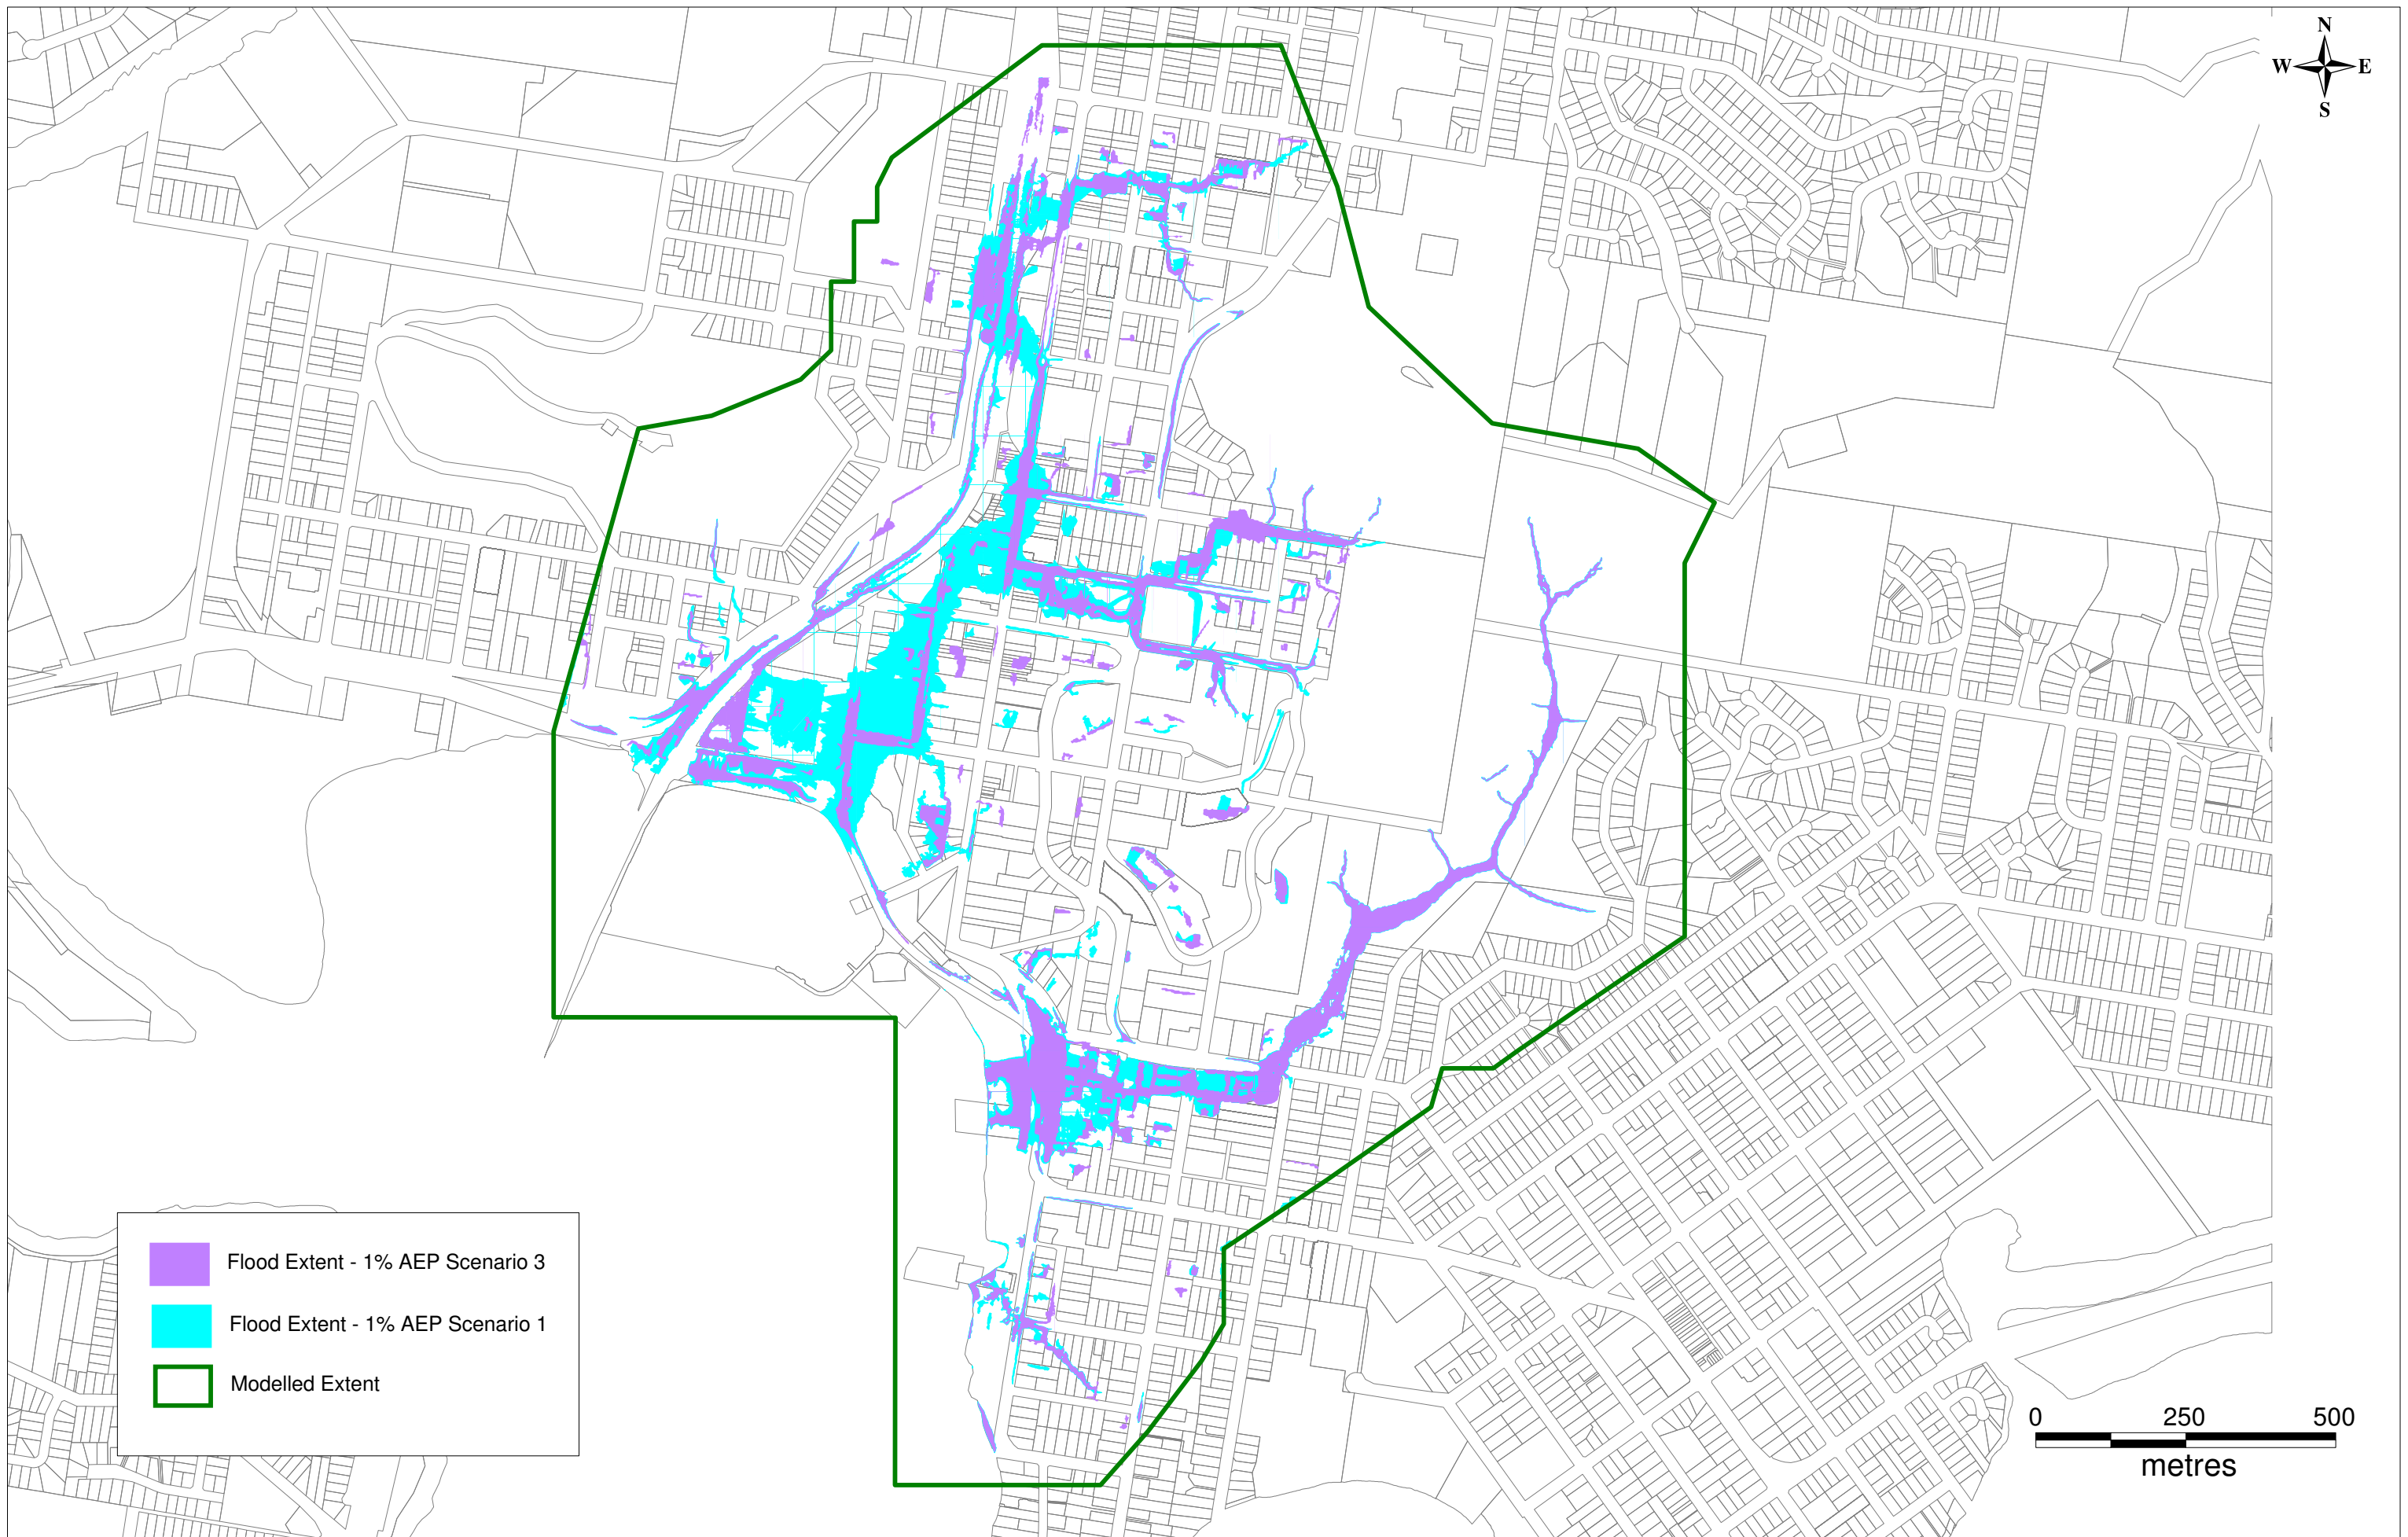 N
W E
S
Flood Extent - 1% AEP Scenario 3
Flood Extent - 1% AEP Scenario 1
Modelled Extent
0 250 500
metres